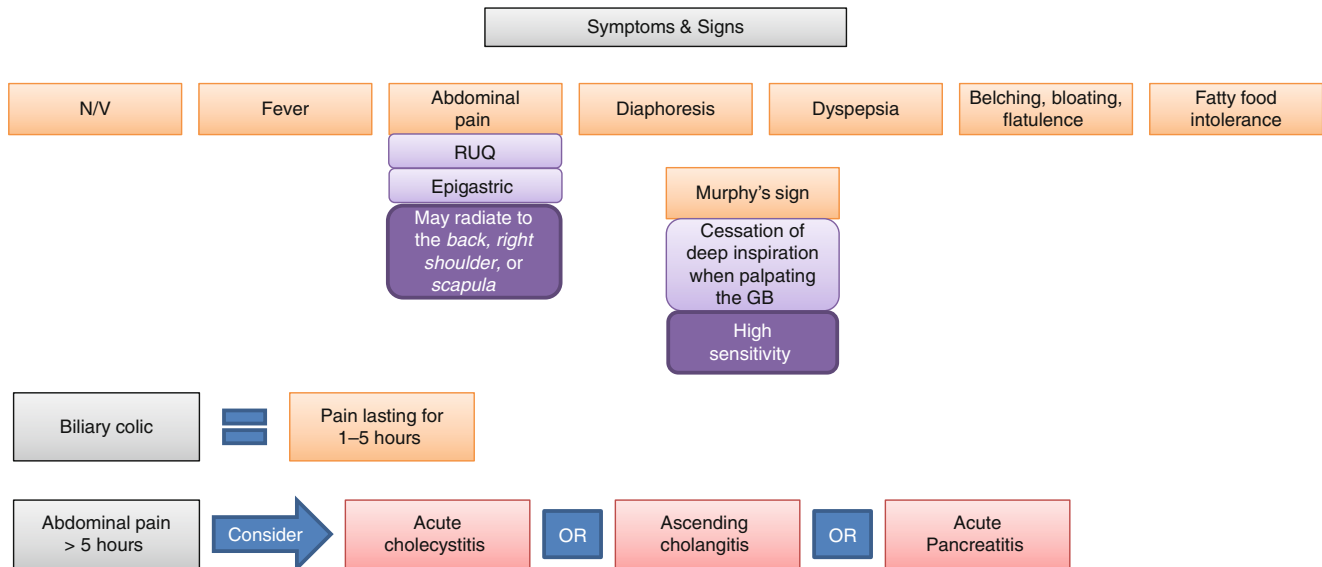 Symptoms & Signs
N/V
Fever
Abdominal
pain
Diaphoresis
Dyspepsia
Belching, bloating,
flatulence
Fatty food
intolerance
RUQ
Epigastric
May radiate to
the back, right
shoulder, or
scapula
Murphy's sign
Cessation of
deep inspiration
when palpating
the GB
High
sensitivity
Biliary colic
Pain lasting for
1–5 hours
Abdominal pain
> 5 hours
Consider
Acute
cholecystitis
OR
Ascending
cholangitis
OR
Acute
Pancreatitis